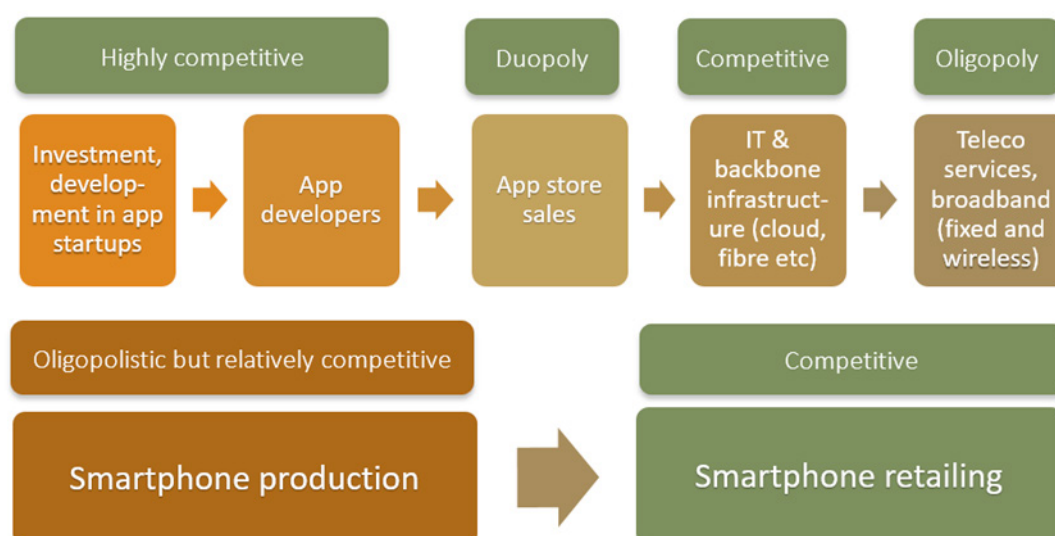 Highly competitive
Duopoly
Competitive
Oligopoly
Investment,
develop-
ment in app
startups
App
developers
App store
sales
IT &
backbone
infrastruct-
ure (cloud,
fibre etc)
Teleco
services,
broadband
(fixed and
wireless)
Oligopolistic but relatively competitive
Competitive
Smartphone production
Smartphone retailing